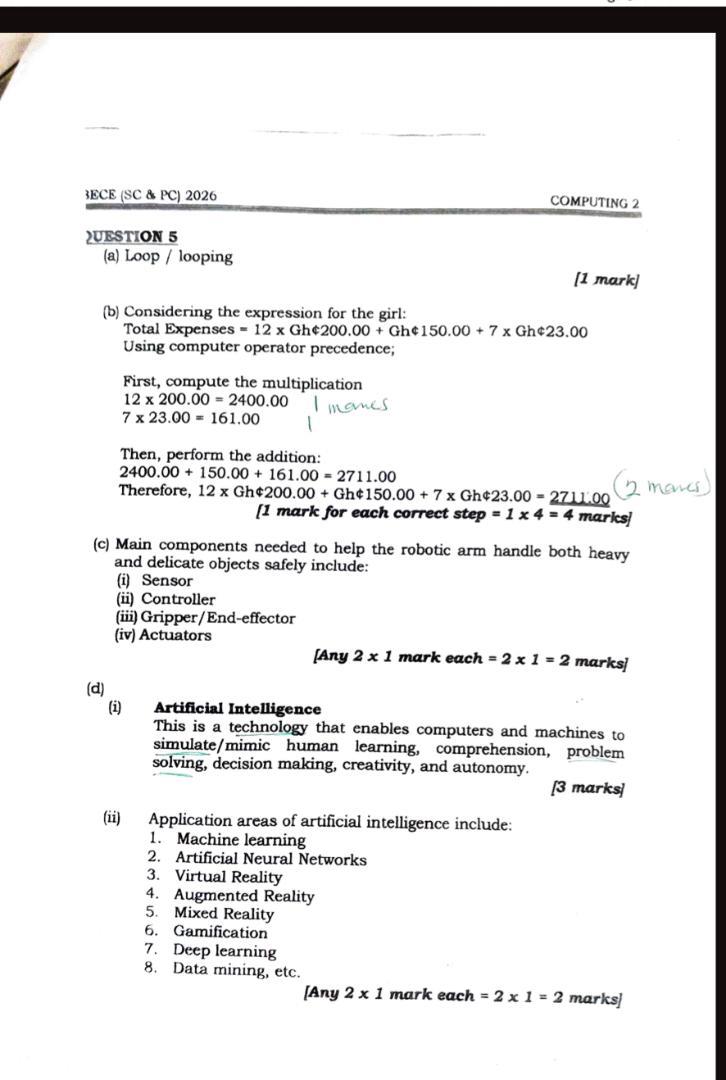 BECE (SC & PC) 2026
COMPUTING 2
QUESTION 5
(a) Loop / looping
[1 mark]
(b) Considering the expression for the girl:
Total Expenses = 12 x Gh¢200.00 + Gh¢150.00 + 7 x Gh¢23.00
Using computer operator precedence;
First, compute the multiplication
12 x 200.00 = 2400.00 1 marks
7 x 23.00 = 161.00 1
Then, perform the addition:
2400.00 + 150.00 + 161.00 = 2711.00
Therefore, 12 x Gh¢200.00 + Gh¢150.00 + 7 x Gh¢23.00 = 2711.00 (2 marks)
[1 mark for each correct step = 1 x 4 = 4 marks]
(c) Main components needed to help the robotic arm handle both heavy
and delicate objects safely include:
(i) Sensor
(ii) Controller
(iii) Gripper/End-effector
(iv) Actuators
[Any 2 x 1 mark each = 2 x 1 = 2 marks]
(d)
(i) Artificial Intelligence
This is a technology that enables computers and machines to
simulate/mimic human learning, comprehension, problem
solving, decision making, creativity, and autonomy.
[3 marks]
(ii) Application areas of artificial intelligence include:
1. Machine learning
2. Artificial Neural Networks
3. Virtual Reality
4. Augmented Reality
5. Mixed Reality
6. Gamification
7. Deep learning
8. Data mining, etc.
[Any 2 x 1 mark each = 2 x 1 = 2 marks]